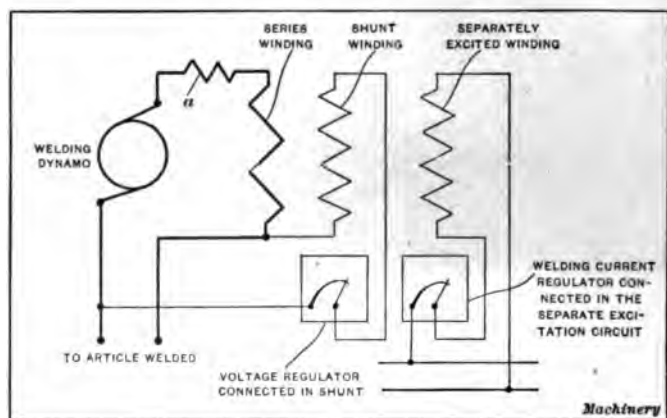 SERIES
WINDING
SHUNT
WINDING
SEPARATELY
EXCITED WINDING
a
WELDING
DYNAMO
WELDING CURRENT
REGULATOR CON-
NECTED IN THE
SEPARATE EXCI-
TATION CIRCUIT
TO ARTICLE WELDED
VOLTAGE REGULATOR
CONNECTED IN SHUNT
Machinery